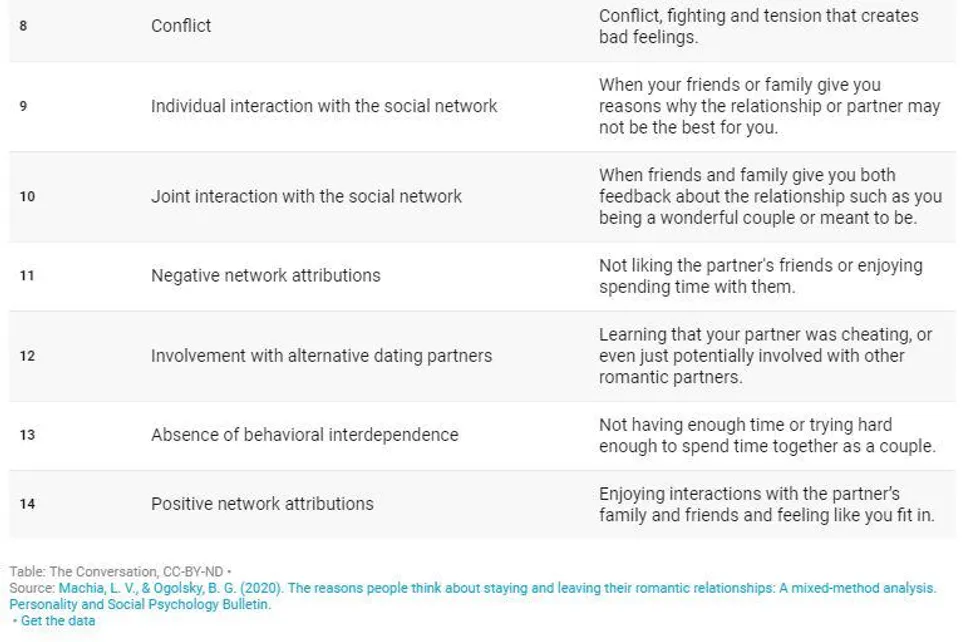 8
Conflict
Conflict, fighting and tension that creates
bad feelings.
9
Individual interaction with the social network
When your friends or family give you
reasons why the relationship or partner may
not be the best for you.
10
Joint interaction with the social network
When friends and family give you both
feedback about the relationship such as you
being a wonderful couple or meant to be.
11
Negative network attributions
Not liking the partner's friends or enjoying
spending time with them.
12
Involvement with alternative dating partners
Learning that your partner was cheating, or
even just potentially involved with other
romantic partners.
13
Absence of behavioral interdependence
Not having enough time or trying hard
enough to spend time together as a couple.
14
Positive network attributions
Enjoying interactions with the partner's
family and friends and feeling like you fit in.
Table: The Conversation, CC-BY-ND •
Source: Machia, L. V., & Ogolsky, B. G. (2020). The reasons people think about staying and leaving their romantic relationships: A mixed-method analysis.
Personality and Social Psychology Bulletin.
• Get the data